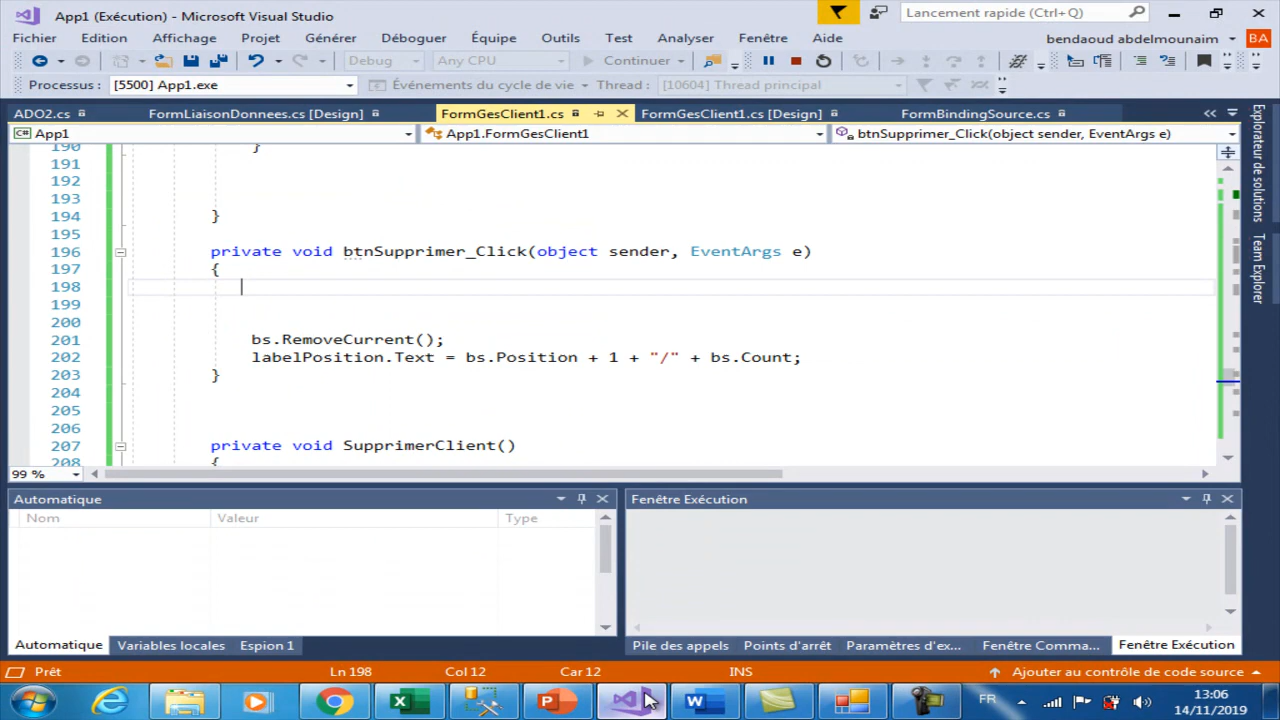 App1 (Exécution) - Microsoft Visual Studio
Lancement rapide (Ctrl+Q)
Fichier Edition Affichage Projet Générer Déboguer Équipe Outils Test Analyser Fenêtre Aide
bendaoud abdelmounaim BA
Debug Any CPU Continuer
Processus : [5500] App1.exe Événements du cycle de vie Thread : [10604] Thread principal
ADO2.cs FormLiaisonDonnees.cs [Design] FormGesClient1.cs FormGesClient1.cs [Design] FormBindingSource.cs
App1 App1.FormGesClient1 btnSupprimer_Click(object sender, EventArgs e)
190 }
191
192
193
194 }
195
196 private void btnSupprimer_Click(object sender, EventArgs e)
197 {
198
199
200
201 bs.RemoveCurrent();
202 labelPosition.Text = bs.Position + 1 + "/" + bs.Count;
203 }
204
205
206
207 private void SupprimerClient()
208 {
99 %
Explorateur de solutions
Team Explorer
Automatique
Nom Valeur Type
Automatique Variables locales Espion 1
Fenêtre Exécution
Pile des appels Points d'arrêt Paramètres d'ex... Fenêtre Comma... Fenêtre Exécution
Prêt Ln 198 Col 12 Car 12 INS Ajouter au contrôle de code source
FR
13:06
14/11/2019